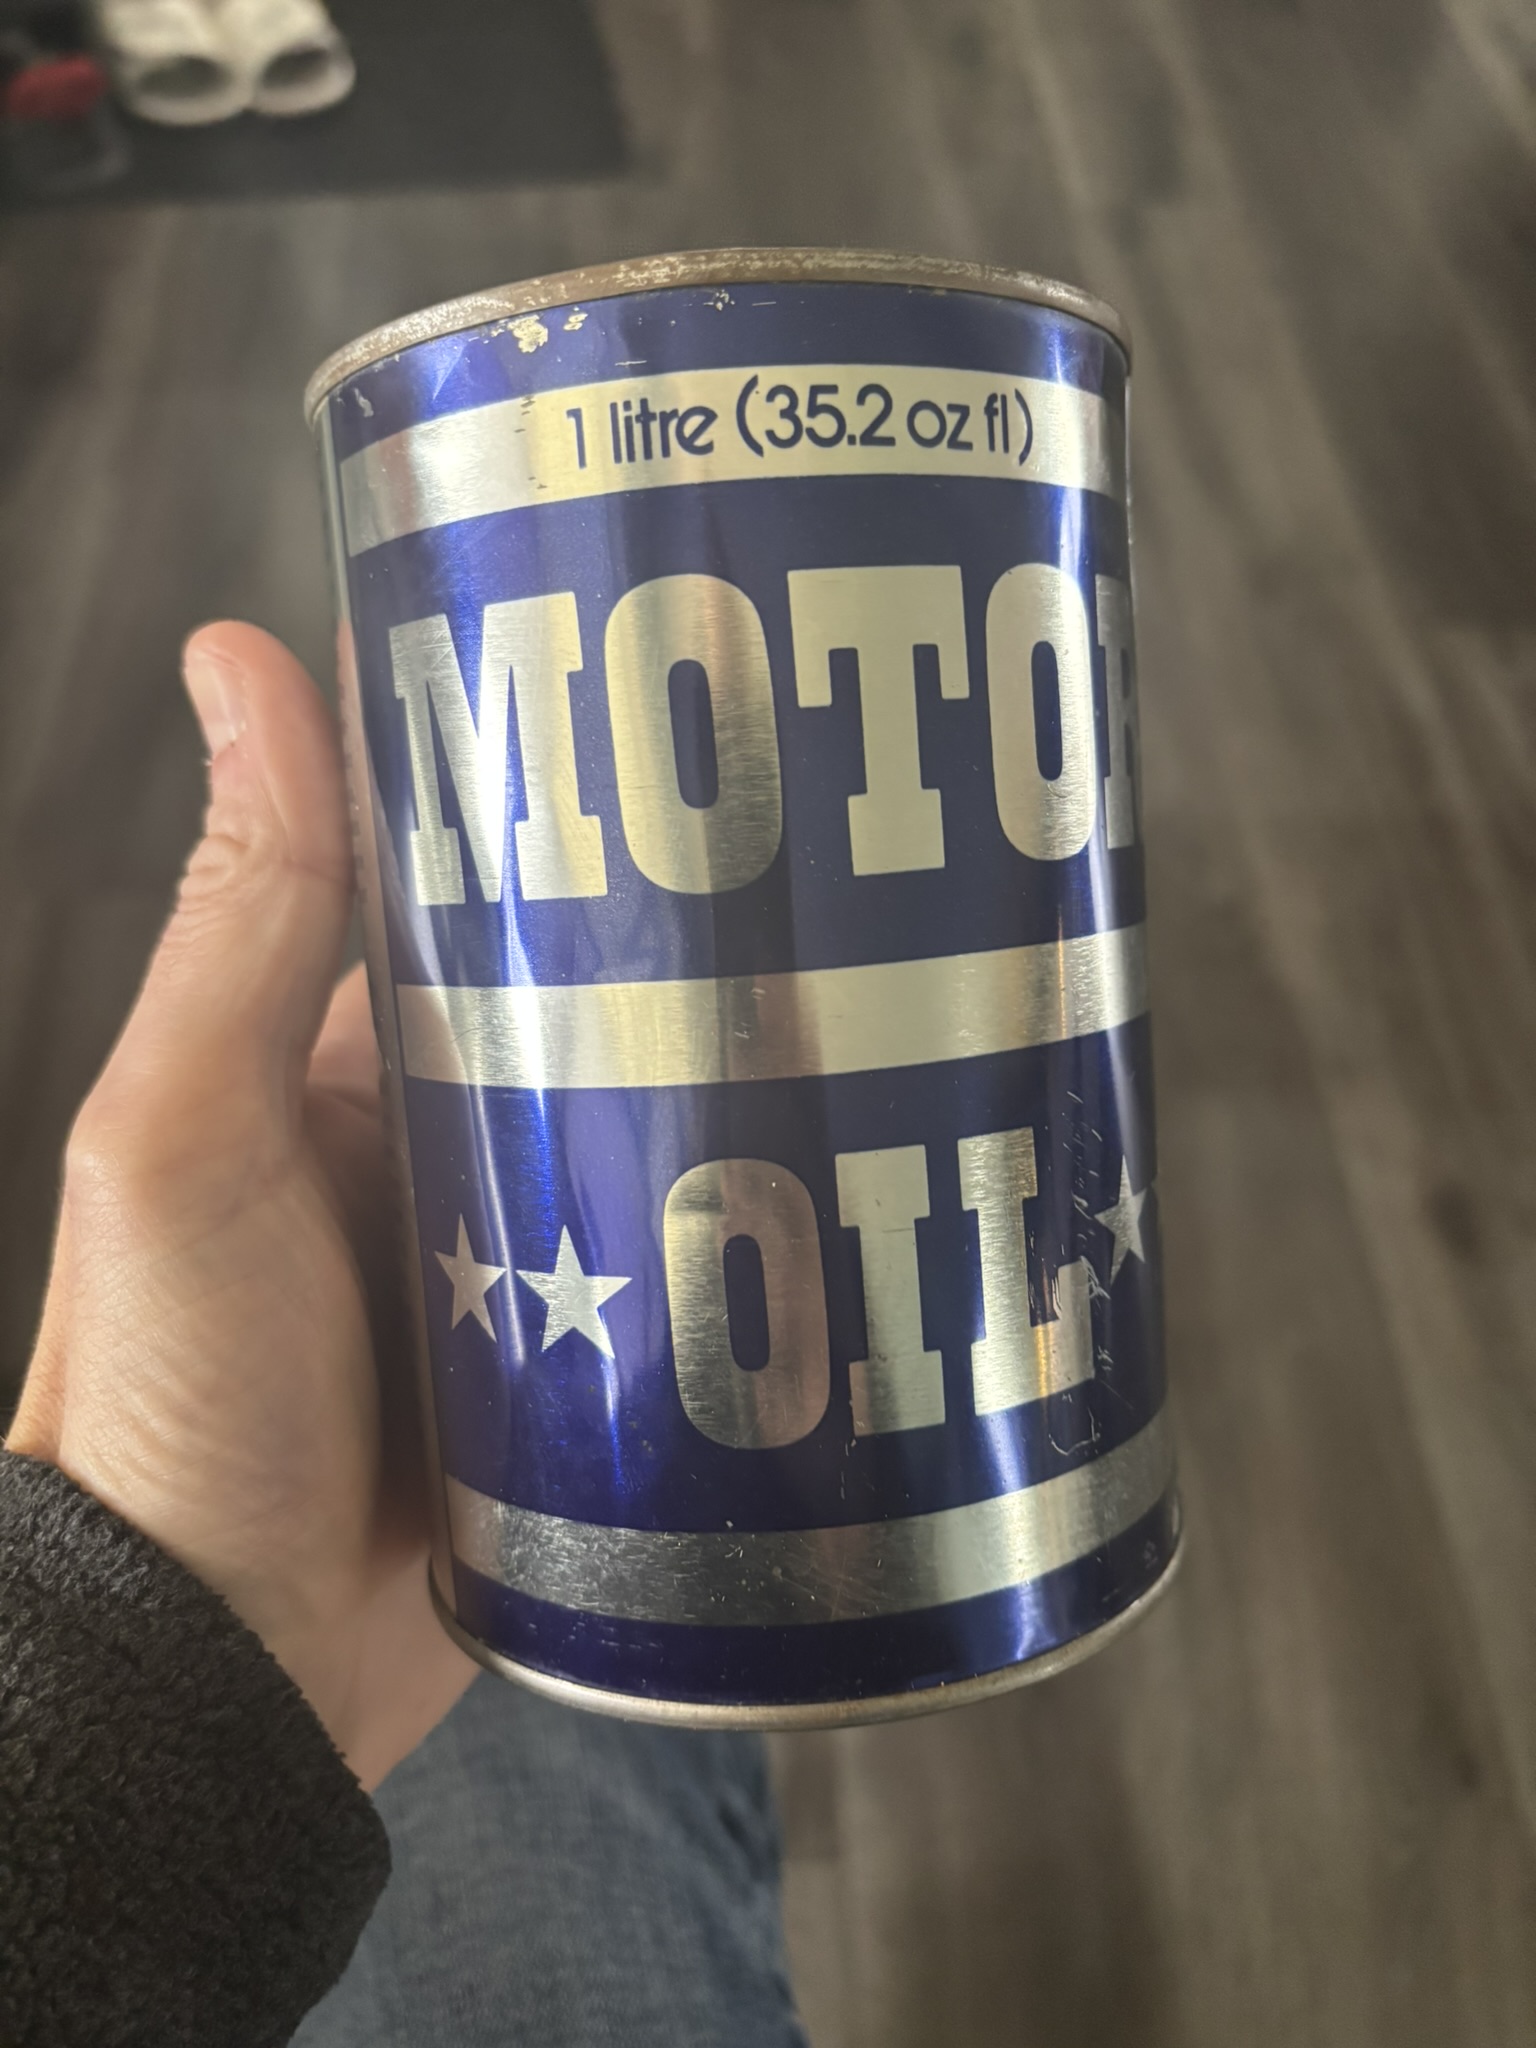 1 litre (35.2 oz fl)
MOTOR
OIL